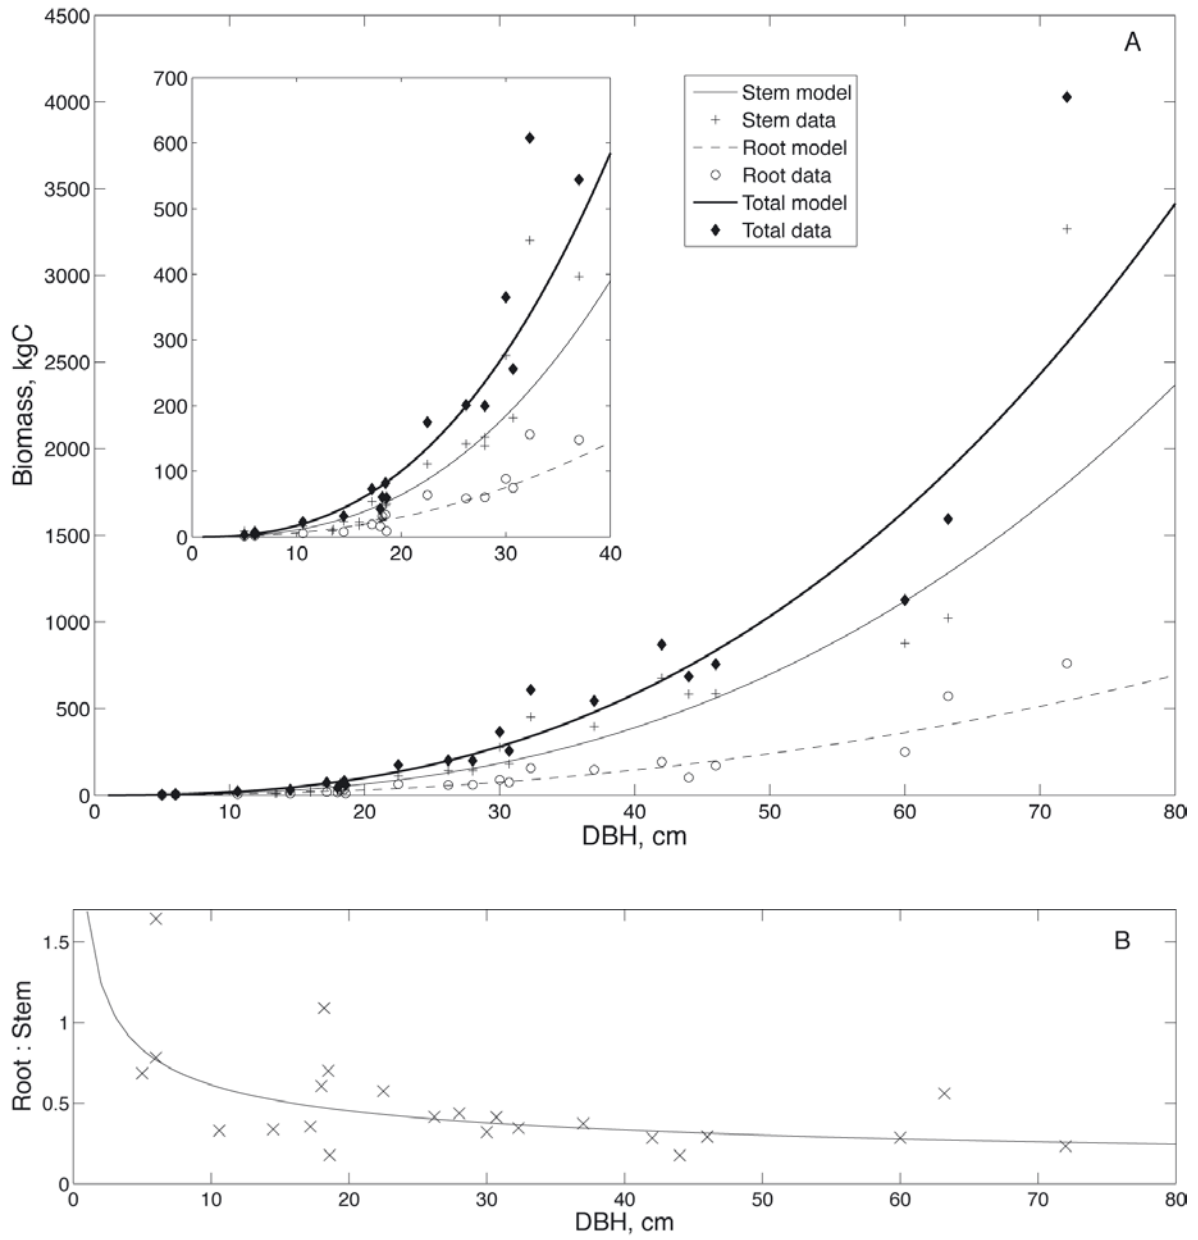 4500
4000
3500
3000
2500
2000
1500
1000
500
0
Biomass, kgC
A
700
600
500
400
300
200
100
0
0 10 20 30 40
Stem model
Stem data
Root model
Root data
Total model
Total data
0 10 20 30 40 50 60 70 80
DBH, cm
B
1.5
1
0.5
0
Root : Stem
0 10 20 30 40 50 60 70 80
DBH, cm